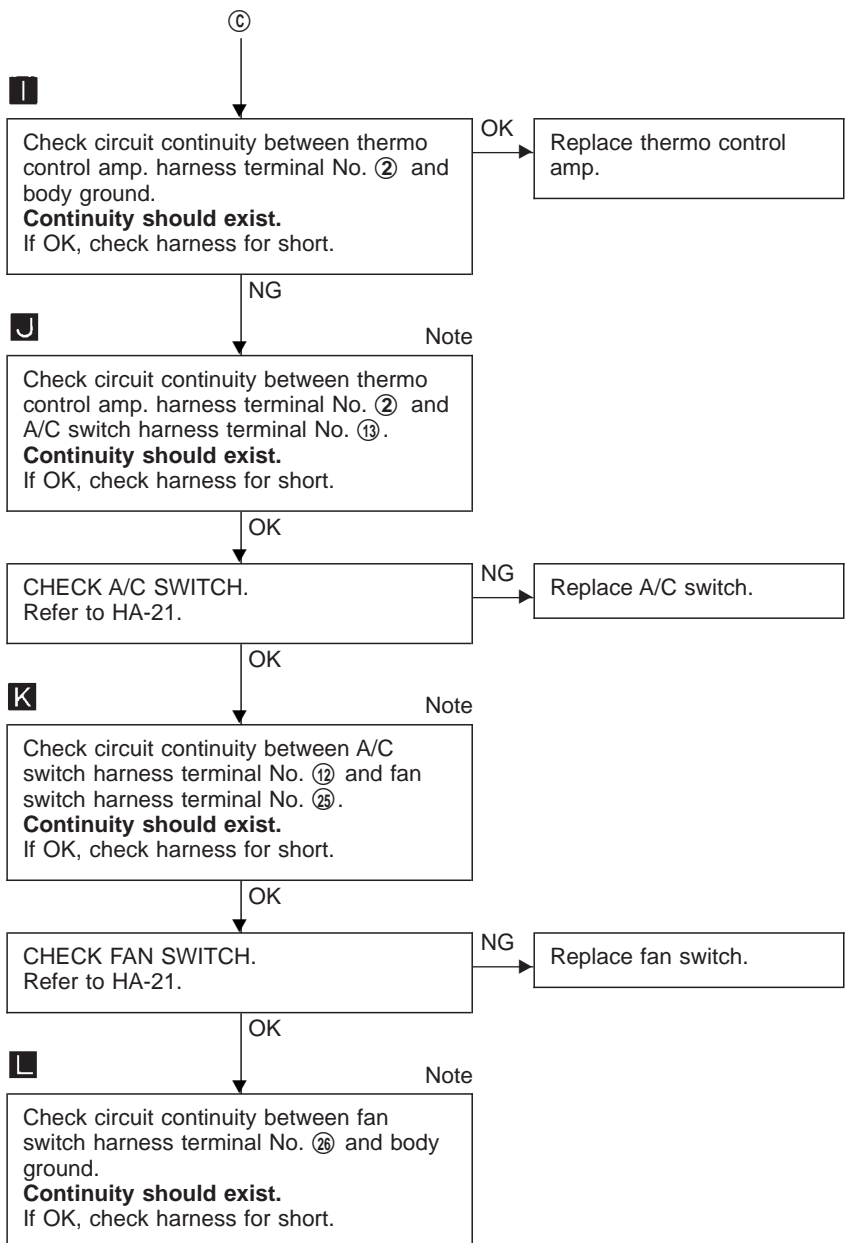 Ⓒ
I
Check circuit continuity between thermo
control amp. harness terminal No. ② and
body ground.
Continuity should exist.
If OK, check harness for short.
OK
Replace thermo control
amp.
NG
J
Note
Check circuit continuity between thermo
control amp. harness terminal No. ② and
A/C switch harness terminal No. ⑬.
Continuity should exist.
If OK, check harness for short.
OK
CHECK A/C SWITCH.
Refer to HA-21.
NG
Replace A/C switch.
OK
K
Note
Check circuit continuity between A/C
switch harness terminal No. ⑫ and fan
switch harness terminal No. ㉕.
Continuity should exist.
If OK, check harness for short.
OK
CHECK FAN SWITCH.
Refer to HA-21.
NG
Replace fan switch.
OK
L
Note
Check circuit continuity between fan
switch harness terminal No. ㉖ and body
ground.
Continuity should exist.
If OK, check harness for short.